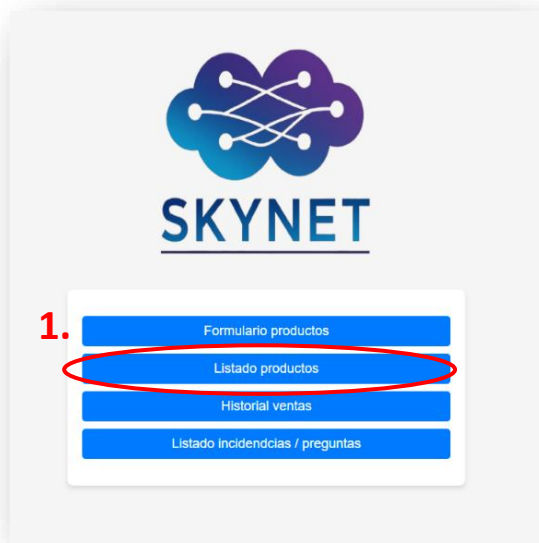 SKYNET
1.
Formulario productos
Listado productos
Historial ventas
Listado incidendcias / preguntas